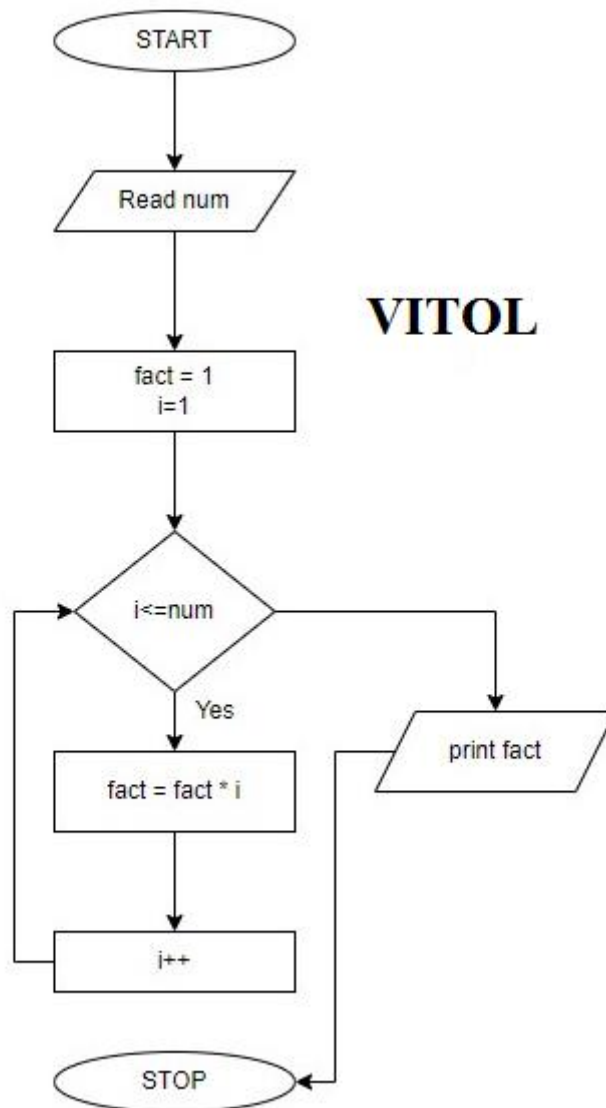 START
Read num
VITOL
fact = 1
i=1
i<=num
Yes
print fact
fact = fact * i
i++
STOP